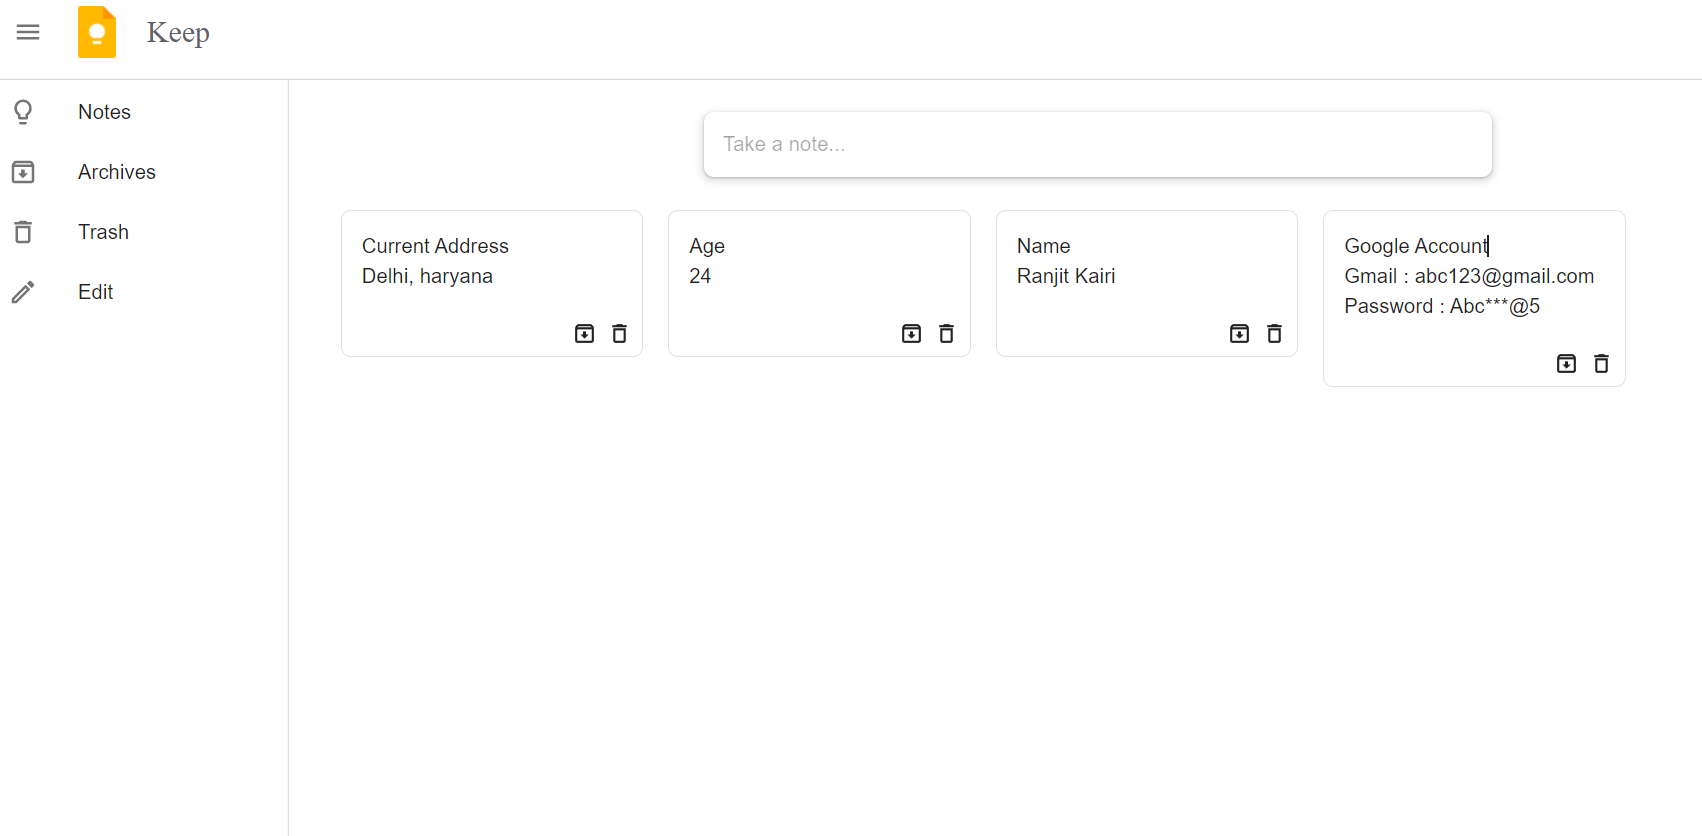 Keep
Notes
Archives
Trash
Edit
Take a note...
Current Address
Delhi, haryana
Age
24
Name
Ranjit Kairi
Google Account
Gmail : abc123@gmail.com
Password : Abc***@5